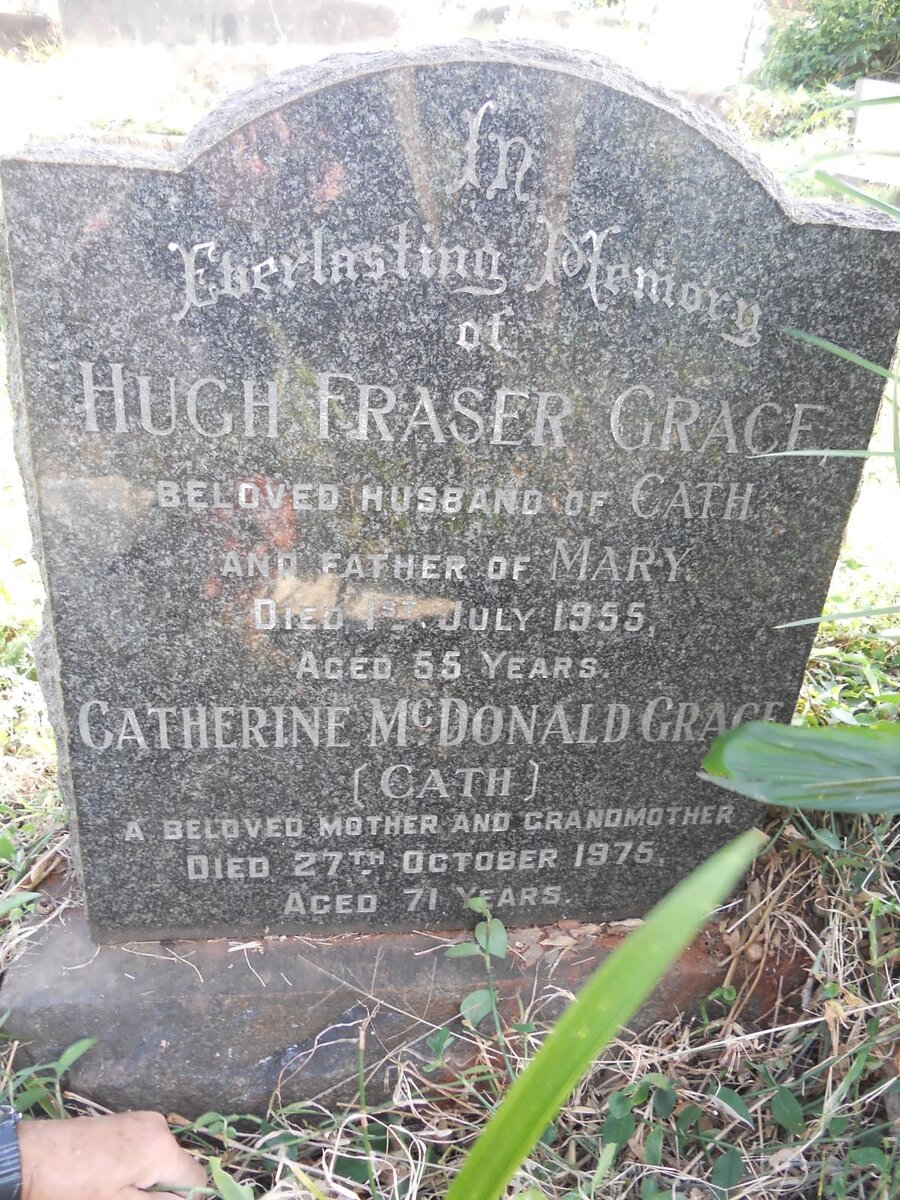 In
Everlasting Memory
of
HUGH FRASER GRACE,
BELOVED HUSBAND OF CATH
AND FATHER OF MARY.
DIED 1ST. JULY 1955,
AGED 55 YEARS.
CATHERINE McDONALD GRACE
(CATH)
A BELOVED MOTHER AND GRANDMOTHER
DIED 27TH OCTOBER 1975,
AGED 71 YEARS.